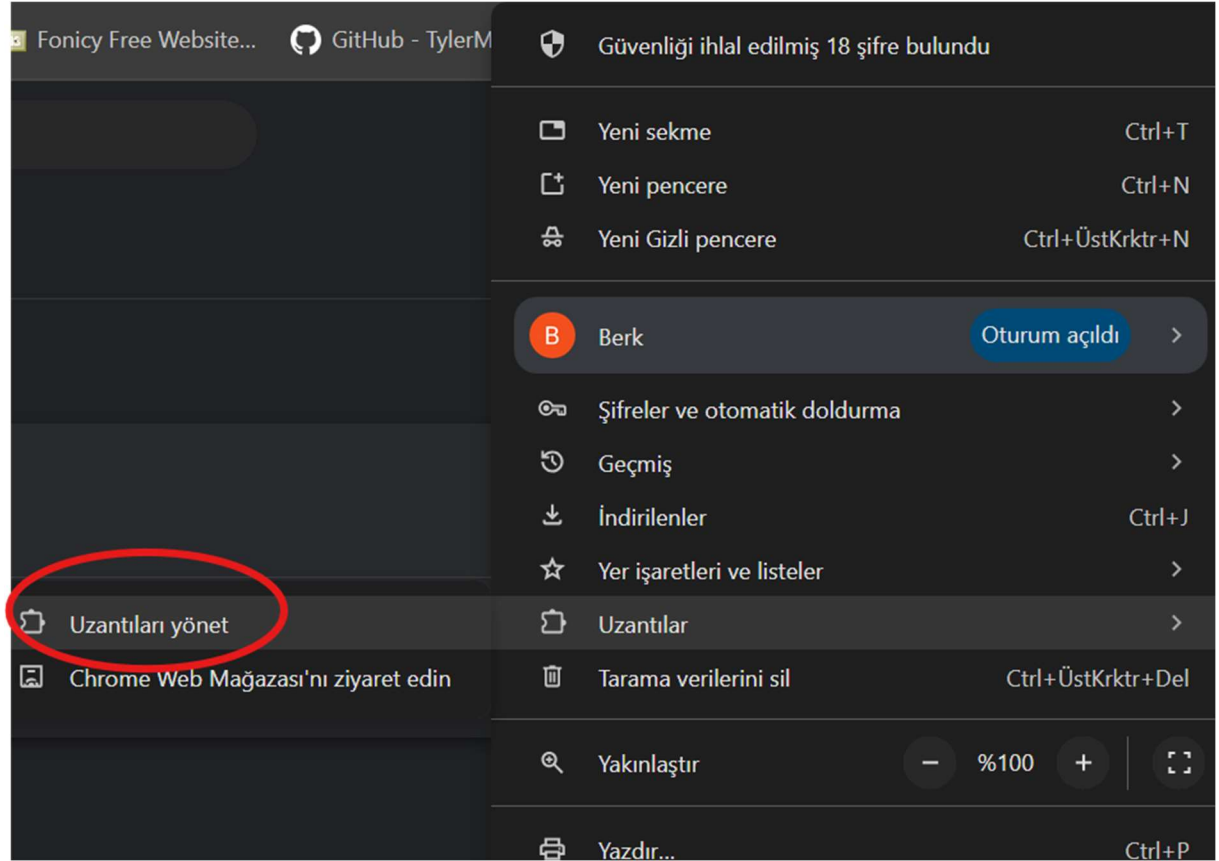 Fonicy Free Website...
GitHub - TylerM
Güvenliği ihlal edilmiş 18 şifre bulundu
Yeni sekme Ctrl+T
Yeni pencere Ctrl+N
Yeni Gizli pencere Ctrl+ÜstKrktr+N
B Berk Oturum açıldı
Şifreler ve otomatik doldurma
Geçmiş
İndirilenler Ctrl+J
Yer işaretleri ve listeler
Uzantılar
Tarama verilerini sil Ctrl+ÜstKrktr+Del
Yakınlaştır − %100 +
Yazdır... Ctrl+P
Uzantıları yönet
Chrome Web Mağazası'nı ziyaret edin